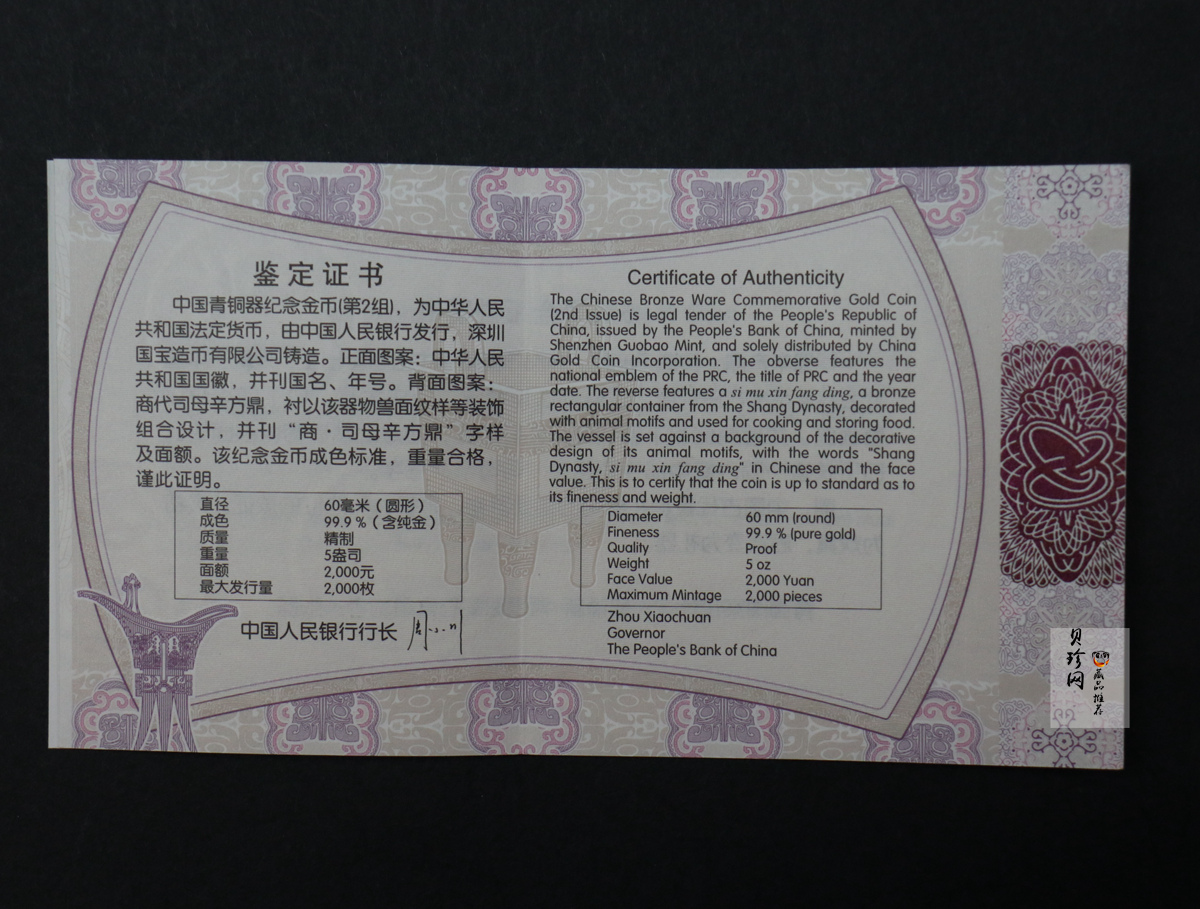 鉴定证书
中国青铜器纪念金币(第2组)，为中华人民
共和国法定货币，由中国人民银行发行，深圳
国宝造币有限公司铸造。正面图案：中华人民
共和国国徽，并刊国名、年号。背面图案：
商代司母辛方鼎，衬以该器物兽面纹样等装饰
组合设计，并刊“商·司母辛方鼎”字样
及面额。该纪念金币成色标准，重量合格，
谨此证明。
直径 60毫米（圆形）
成色 99.9％（含纯金）
质量 精制
重量 5盎司
面额 2,000元
最大发行量 2,000枚
中国人民银行行长
Certificate of Authenticity
The Chinese Bronze Ware Commemorative Gold Coin
(2nd Issue) is legal tender of the People's Republic of
China, issued by the People's Bank of China, minted by
Shenzhen Guobao Mint, and solely distributed by China
Gold Coin Incorporation. The obverse features the
national emblem of the PRC, the title of PRC and the year
date. The reverse features a si mu xin fang ding, a bronze
rectangular container from the Shang Dynasty, decorated
with animal motifs and used for cooking and storing food.
The vessel is set against a background of the decorative
design of its animal motifs, with the words "Shang
Dynasty, si mu xin fang ding" in Chinese and the face
value. This is to certify that the coin is up to standard as to
its fineness and weight.
Diameter 60 mm (round)
Fineness 99.9 % (pure gold)
Quality Proof
Weight 5 oz
Face Value 2,000 Yuan
Maximum Mintage 2,000 pieces
Zhou Xiaochuan
Governor
The People's Bank of China
贝珍网
藏品推荐